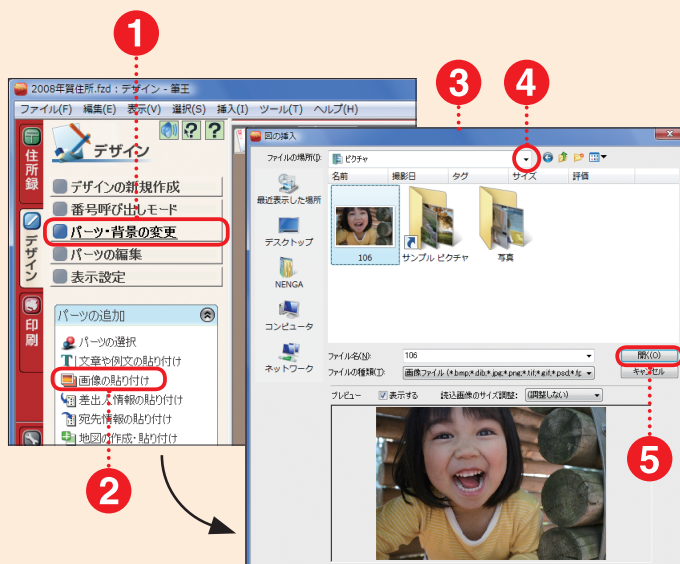 1
3
4
2008年賀住所.fzd : デザイン - 筆王
ファイル(F) 編集(E) 表示(V) 選択(S) 挿入(I) ツール(T) ヘルプ(H)
住所録
デザイン
印刷
デザイン
デザインの新規作成
番号呼び出しモード
パーツ・背景の変更
パーツの編集
表示設定
パーツの追加
パーツの選択
文章や例文の貼り付け
画像の貼り付け
差出人情報の貼り付け
宛先情報の貼り付け
地図の作成・貼り付け
2
図の挿入
ファイルの場所(I): ピクチャ
名前 撮影日 タグ サイズ 評価
最近表示した場所
デスクトップ
NENGA
コンピュータ
ネットワーク
106 サンプル ピクチャ 写真
ファイル名(N): 106 開く(O)
ファイルの種類(T): 画像ファイル (*.bmp;*.dib;*.jpg;*.png;*.tif;*.gif;*.psd;*.fp キャンセル
プレビュー 表示する 読込画像のサイズ調整: (調整しない)
5